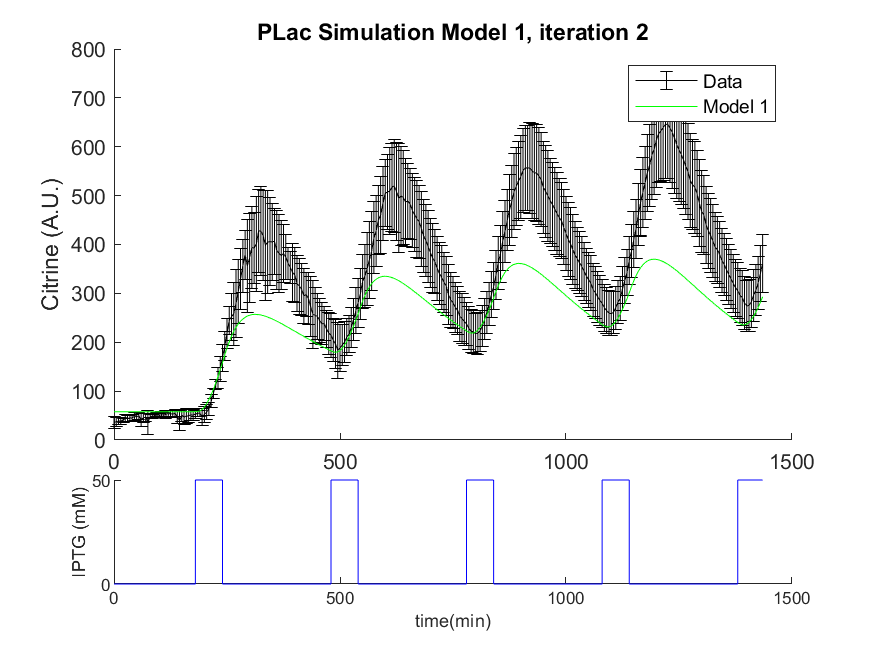 PLac Simulation Model 1, iteration 2
800
700
600
500
400
300
200
100
0
Citrine (A.U.)
Data
Model 1
0 500 1000 1500
50
0
IPTG (mM)
0 500 1000 1500
time(min)